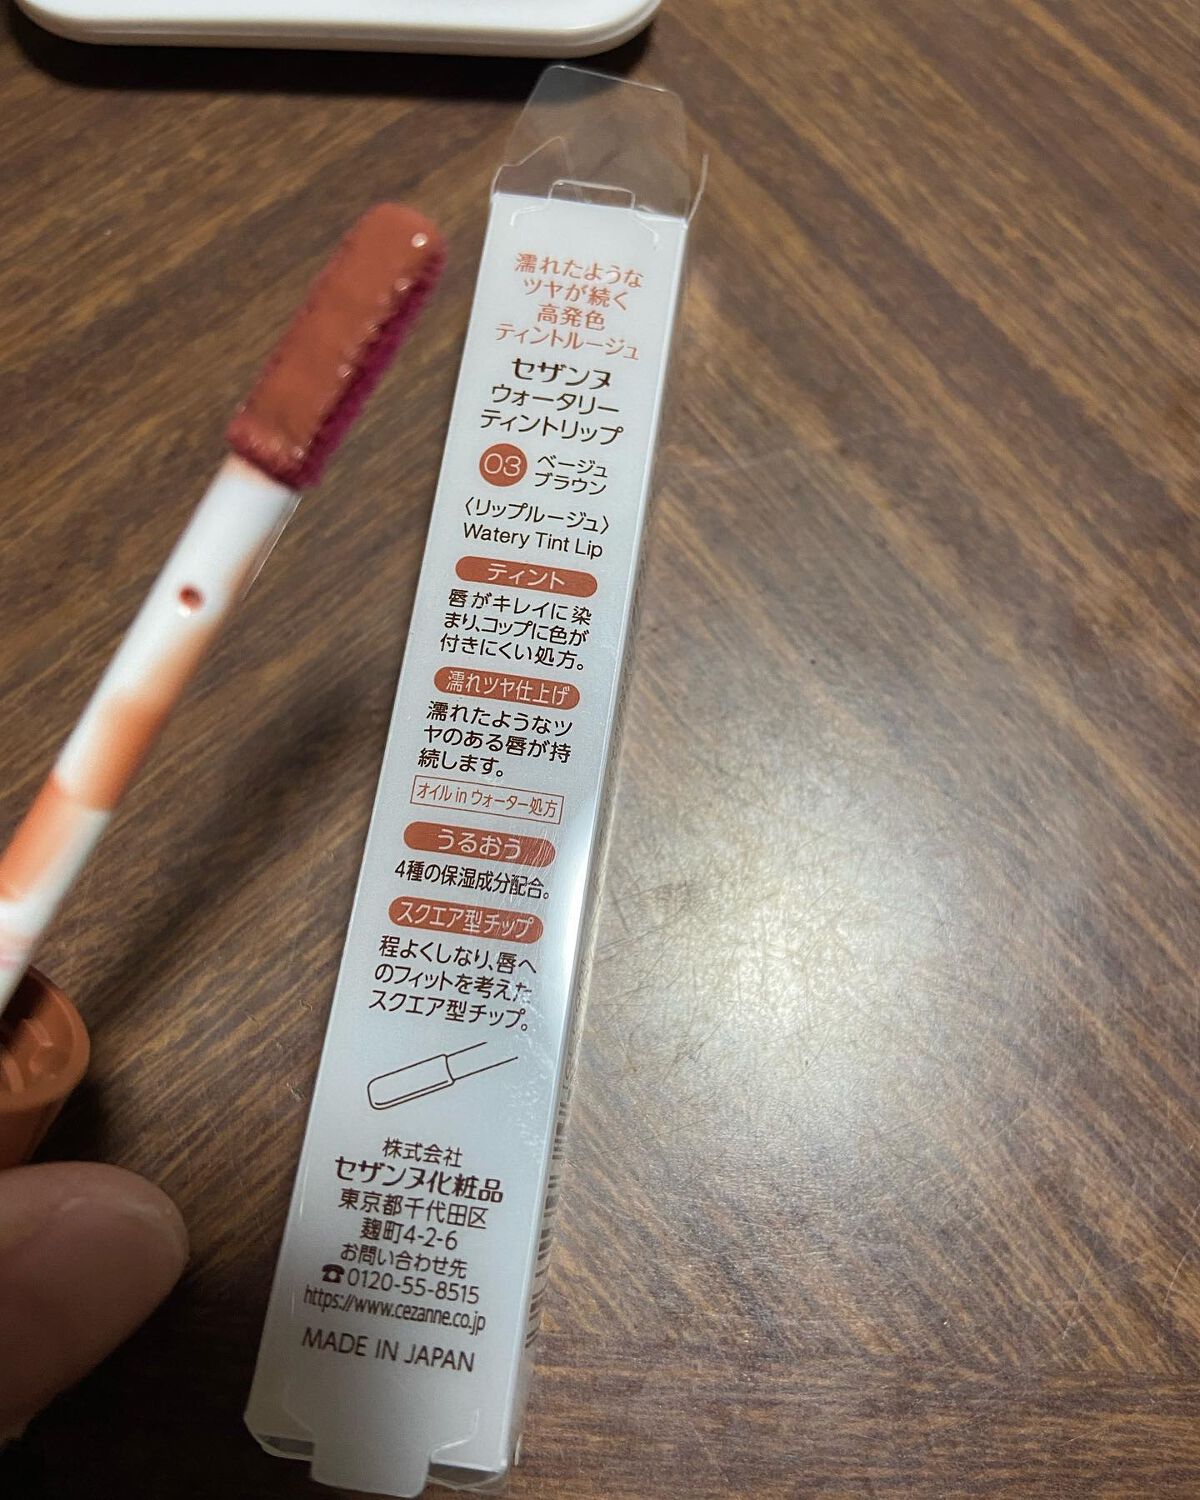 濡れたような
ツヤが続く
高発色
ティントルージュ
セザンヌ
ウォータリー
ティントリップ
03 ベージュ
ブラウン
〈リップルージュ〉
Watery Tint Lip
ティント
唇がキレイに染
まり、コップに色が
付きにくい処方。
濡れツヤ仕上げ
濡れたようなツ
ヤのある唇が持
続します。
オイル in ウォーター処方
うるおう
4種の保湿成分配合。
スクエア型チップ
程よくしなり、唇へ
のフィットを考えた
スクエア型チップ。
株式会社
セザンヌ化粧品
東京都千代田区
麹町4-2-6
お問い合わせ先
☎0120-55-8515
https://www.cezanne.co.jp
MADE IN JAPAN